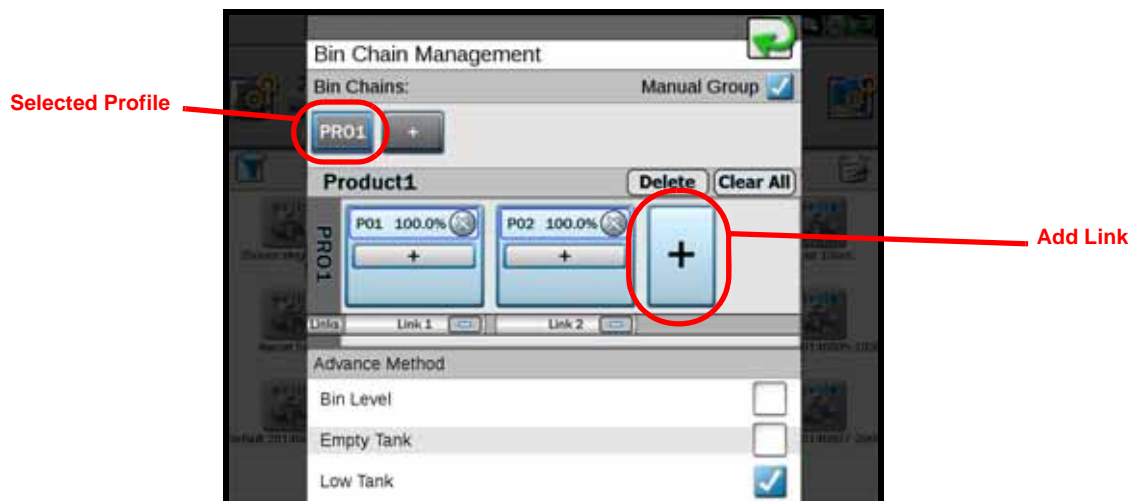 Bin Chain Management
Bin Chains: Manual Group
Selected Profile
PRO1 +
Product1 Delete Clear All
PRO1
P01 100.0% P02 100.0%
+ + +
Add Link
Links Link 1 Link 2
Advance Method
Bin Level
Empty Tank
Low Tank